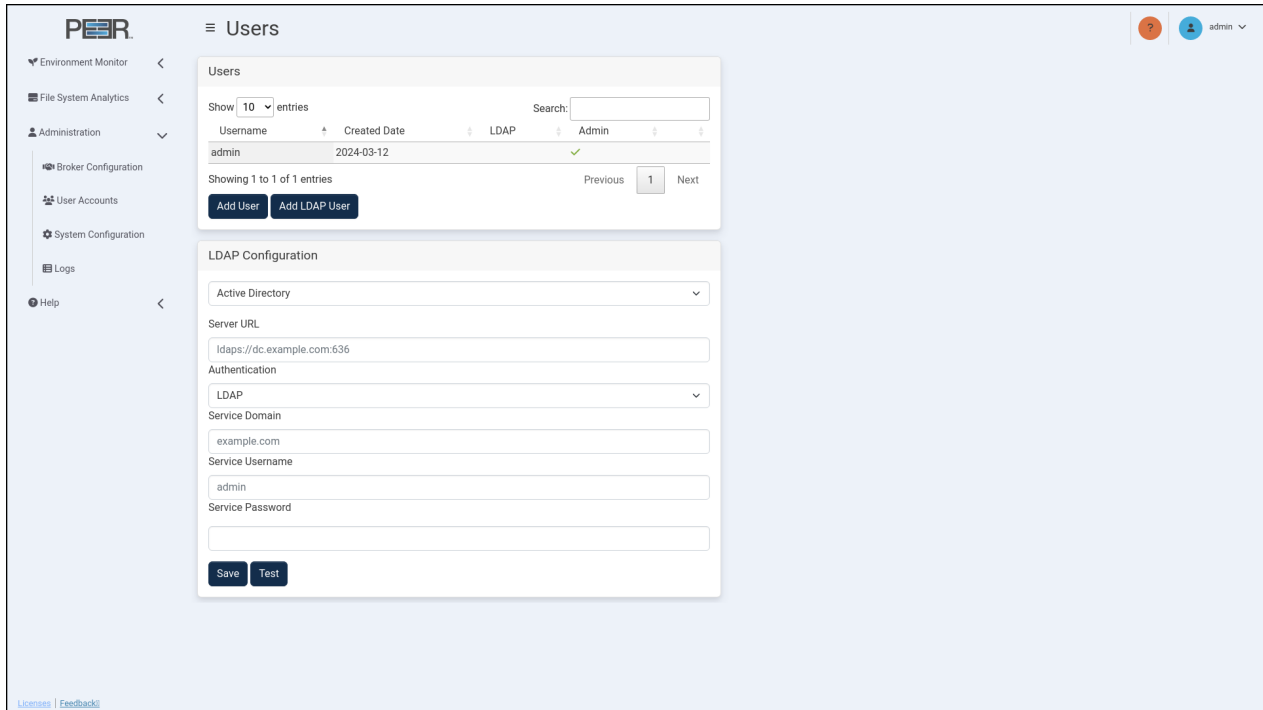 PEER
≡ Users
?
admin
Environment Monitor
File System Analytics
Administration
Broker Configuration
User Accounts
System Configuration
Logs
Help
Users
Show 10 entries
Search:
Username Created Date LDAP Admin
admin 2024-03-12 ✓
Showing 1 to 1 of 1 entries
Previous 1 Next
Add User Add LDAP User
LDAP Configuration
Active Directory
Server URL
ldaps://dc.example.com:636
Authentication
LDAP
Service Domain
example.com
Service Username
admin
Service Password
Save Test
Licenses | Feedback